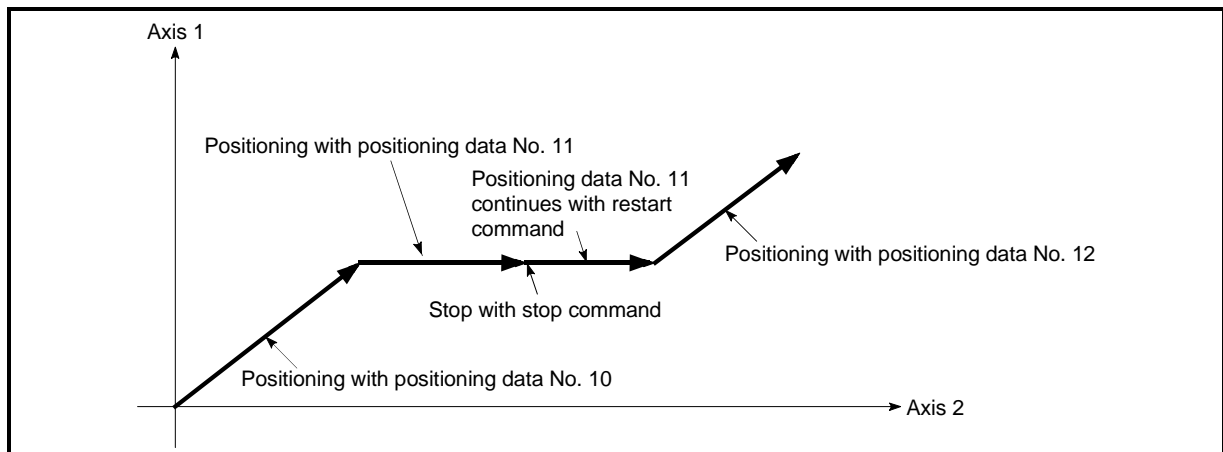 Axis 1
Positioning with positioning data No. 11
Positioning data No. 11
continues with restart
command
Positioning with positioning data No. 12
Stop with stop command
Positioning with positioning data No. 10
Axis 2